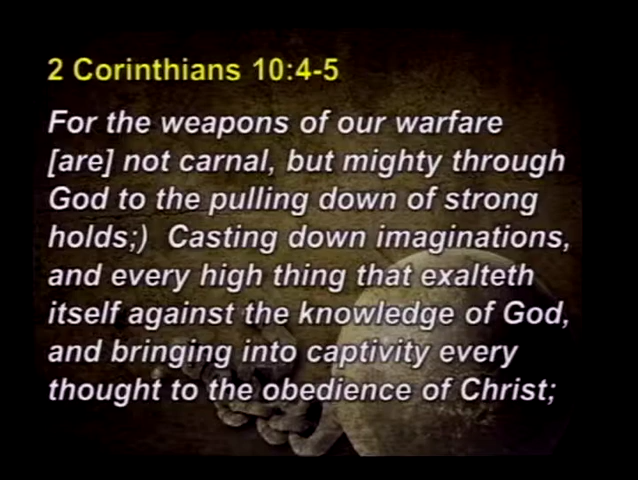 2 Corinthians 10:4-5
For the weapons of our warfare
[are] not carnal, but mighty through
God to the pulling down of strong
holds;) Casting down imaginations,
and every high thing that exalteth
itself against the knowledge of God,
and bringing into captivity every
thought to the obedience of Christ;